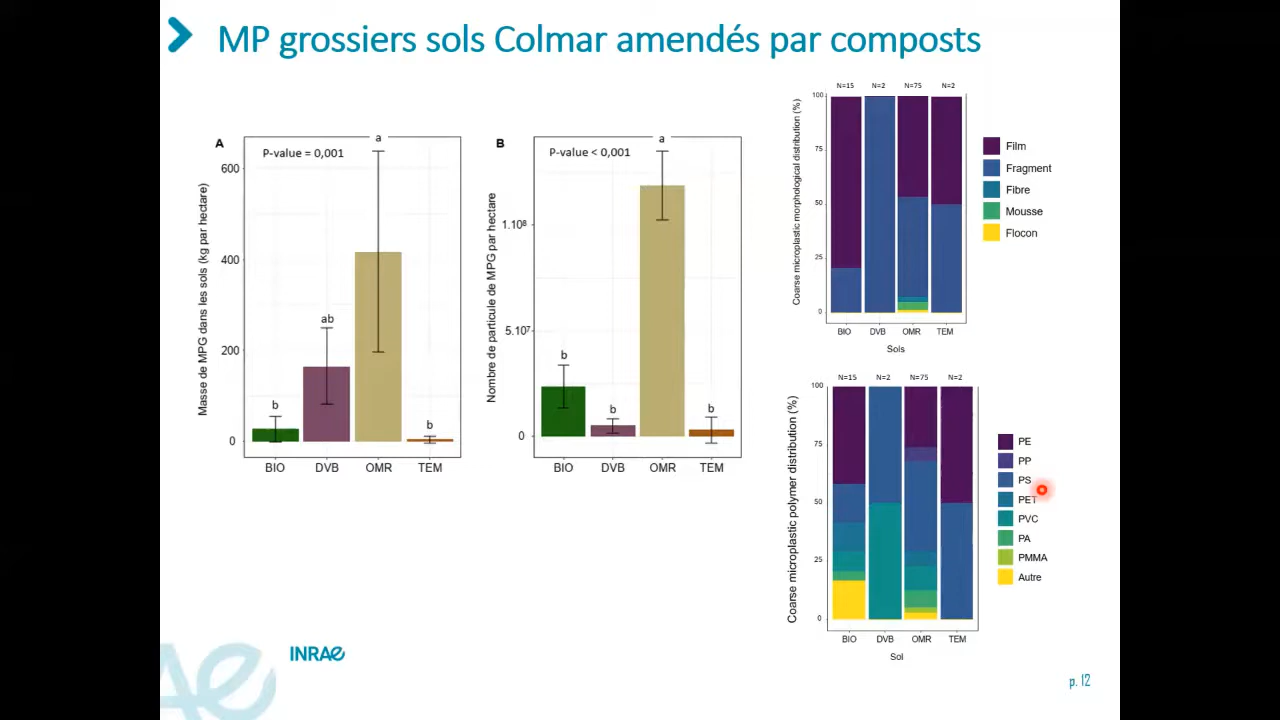 MP grossiers sols Colmar amendés par composts
A
P-value = 0,001
a
ab
b
b
Masse de MPG dans les sols (kg par hectare)
600
400
200
0
BIO DVB OMR TEM
B
P-value < 0,001
a
b
b
b
Nombre de particule de MPG par hectare
1.10⁸
5.10⁷
0
BIO DVB OMR TEM
N=15 N=2 N=75 N=2
Coarse microplastic morphological distribution (%)
100
75
50
25
0
BIO DVB OMR TEM
Sols
Film
Fragment
Fibre
Mousse
Flocon
N=15 N=2 N=75 N=2
Coarse microplastic polymer distribution (%)
100
75
50
25
0
BIO DVB OMR TEM
Sol
PE
PP
PS
PET
PVC
PA
PMMA
Autre
INRAE
p. 12